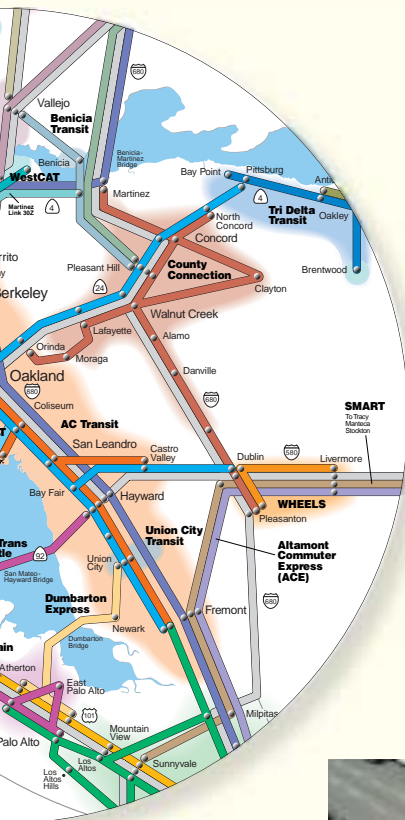 680
Vallejo
Benicia
Transit
Benicia
Benicia-
Martinez
Bridge
WestCAT
Martinez
Link 30Z
4
Martinez
Bay Point
Pittsburg
4
Tri Delta
Transit
Oakley
North
Concord
Concord
Brentwood
Pleasant Hill
County
Connection
Clayton
24
Walnut Creek
Lafayette
Alamo
Orinda
Moraga
Danville
Oakland
680
680
Coliseum
AC Transit
San Leandro
SMART
To Tracy
Manteca
Stockton
Castro
Valley
Dublin
580
Livermore
Bay Fair
Hayward
WHEELS
Pleasanton
Union City
Transit
Altamont
Commuter
Express
(ACE)
92
San Mateo-
Hayward Bridge
Union
City
Dumbarton
Express
680
Fremont
Newark
Dumbarton
Bridge
Atherton
East
Palo Alto
101
Milpitas
Palo Alto
Mountain
View
Los
Altos
Sunnyvale
Los
Altos
Hills